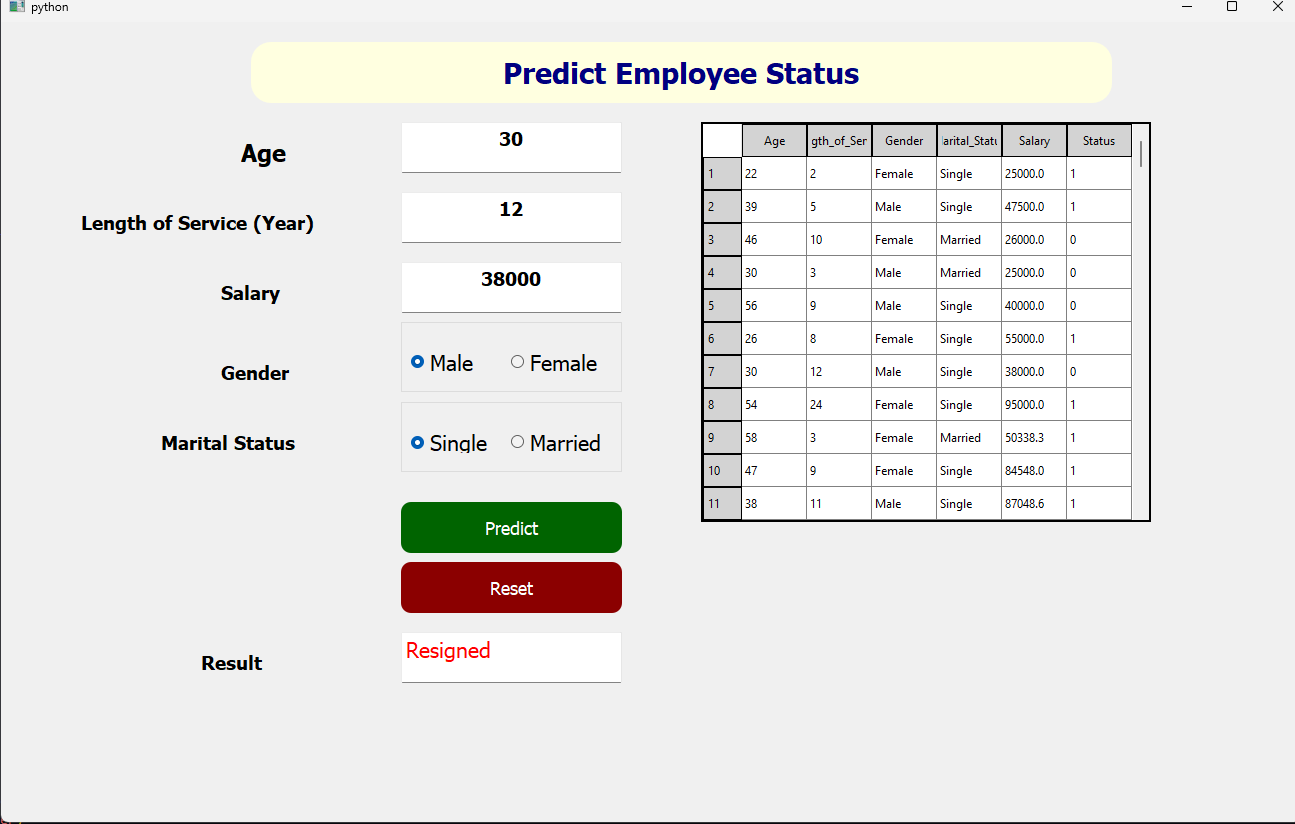 python
Predict Employee Status
Age 30
Length of Service (Year) 12
Salary 38000
Gender Male Female
Marital Status Single Married
Predict
Reset
Result Resigned
Age gth_of_Ser Gender arital_Statu Salary Status
1 22 2 Female Single 25000.0 1
2 39 5 Male Single 47500.0 1
3 46 10 Female Married 26000.0 0
4 30 3 Male Married 25000.0 0
5 56 9 Male Single 40000.0 0
6 26 8 Female Single 55000.0 1
7 30 12 Male Single 38000.0 0
8 54 24 Female Single 95000.0 1
9 58 3 Female Married 50338.3 1
10 47 9 Female Single 84548.0 1
11 38 11 Male Single 87048.6 1